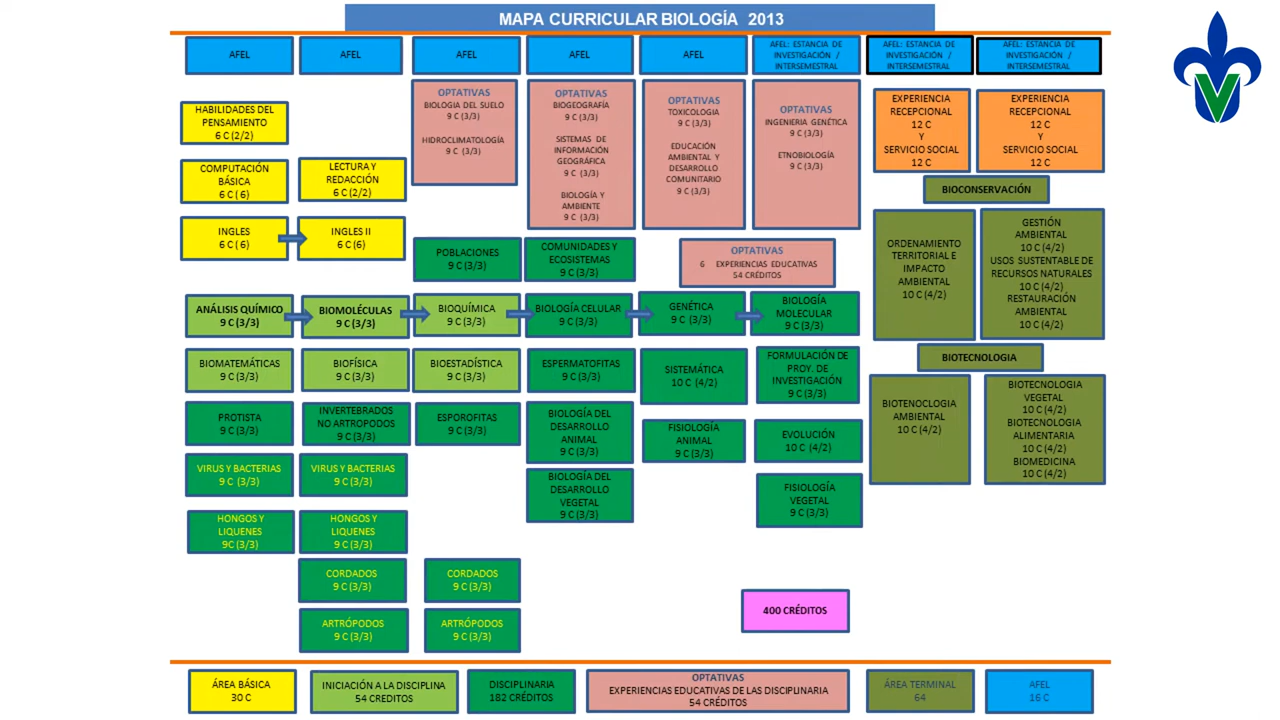 MAPA CURRICULAR BIOLOGÍA 2013
AFEL
AFEL
AFEL
AFEL
AFEL
AFEL: ESTANCIA DE
INVESTIGACIÓN /
INTERSEMESTRAL
AFEL: ESTANCIA DE
INVESTIGACIÓN /
INTERSEMESTRAL
AFEL: ESTANCIA DE
INVESTIGACIÓN /
INTERSEMESTRAL
HABILIDADES DEL
PENSAMIENTO
6 C (2/2)
COMPUTACIÓN
BÁSICA
6 C ( 6)
LECTURA Y
REDACCIÓN
6 C (2/2)
INGLES
6 C ( 6)
INGLES II
6 C (6)
OPTATIVAS
BIOLOGIA DEL SUELO
9 C (3/3)
HIDROCLIMATOLOGÍA
9 C (3/3)
OPTATIVAS
BIOGEOGRAFÍA
9 C (3/3)
SISTEMAS DE
INFORMACIÓN
GEOGRÁFICA
9 C (3/3)
BIOLOGÍA Y
AMBIENTE
9 C (3/3)
OPTATIVAS
TOXICOLOGIA
9 C (3/3)
EDUCACIÓN
AMBIENTAL Y
DESARROLLO
COMUNITARIO
9 C (3/3)
OPTATIVAS
INGENIERIA GENÉTICA
9 C (3/3)
ETNOBIOLOGÍA
9 C (3/3)
EXPERIENCIA
RECEPCIONAL
12 C
Y
SERVICIO SOCIAL
12 C
EXPERIENCIA
RECEPCIONAL
12 C
Y
SERVICIO SOCIAL
12 C
BIOCONSERVACIÓN
POBLACIONES
9 C (3/3)
COMUNIDADES Y
ECOSISTEMAS
9 C (3/3)
OPTATIVAS
6 EXPERIENCIAS EDUCATIVAS
54 CRÉDITOS
ORDENAMIENTO
TERRITORIAL E
IMPACTO
AMBIENTAL
10 C (4/2)
GESTIÓN
AMBIENTAL
10 C (4/2)
USOS SUSTENTABLE DE
RECURSOS NATURALES
10 C (4/2)
RESTAURACIÓN
AMBIENTAL
10 C (4/2)
ANÁLISIS QUÍMICO
9 C (3/3)
BIOMOLÉCULAS
9 C (3/3)
BIOQUÍMICA
9 C (3/3)
BIOLOGÍA CELULAR
9 C (3/3)
GENÉTICA
9 C (3/3)
BIOLOGÍA
MOLECULAR
9 C (3/3)
BIOMATEMÁTICAS
9 C (3/3)
BIOFÍSICA
9 C (3/3)
BIOESTADÍSTICA
9 C (3/3)
ESPERMATOFITAS
9 C (3/3)
SISTEMÁTICA
10 C (4/2)
FORMULACIÓN DE
PROY. DE
INVESTIGACIÓN
9 C (3/3)
BIOTECNOLOGIA
PROTISTA
9 C (3/3)
INVERTEBRADOS
NO ARTROPODOS
9 C (3/3)
ESPOROFITAS
9 C (3/3)
BIOLOGÍA DEL
DESARROLLO
ANIMAL
9 C (3/3)
FISIOLOGÍA
ANIMAL
9 C (3/3)
EVOLUCIÓN
10 C (4/2)
BIOTENOCLOGIA
AMBIENTAL
10 C (4/2)
BIOTECNOLOGIA
VEGETAL
10 C (4/2)
BIOTECNOLOGIA
ALIMENTARIA
10 C (4/2)
BIOMEDICINA
10 C (4/2)
VIRUS Y BACTERIAS
9 C (3/3)
VIRUS Y BACTERIAS
9 C (3/3)
BIOLOGÍA DEL
DESARROLLO
VEGETAL
9 C (3/3)
FISIOLOGÍA
VEGETAL
9 C (3/3)
HONGOS Y
LIQUENES
9C (3/3)
HONGOS Y
LIQUENES
9 C (3/3)
CORDADOS
9 C (3/3)
CORDADOS
9 C (3/3)
ARTRÓPODOS
9 C (3/3)
ARTRÓPODOS
9 C (3/3)
400 CRÉDITOS
ÁREA BÁSICA
30 C
INICIACIÓN A LA DISCIPLINA
54 CREDITOS
DISCIPLINARIA
182 CRÉDITOS
OPTATIVAS
EXPERIENCIAS EDUCATIVAS DE LAS DISCIPLINARIA
54 CREDITOS
ÁREA TERMINAL
64
AFEL
16 C